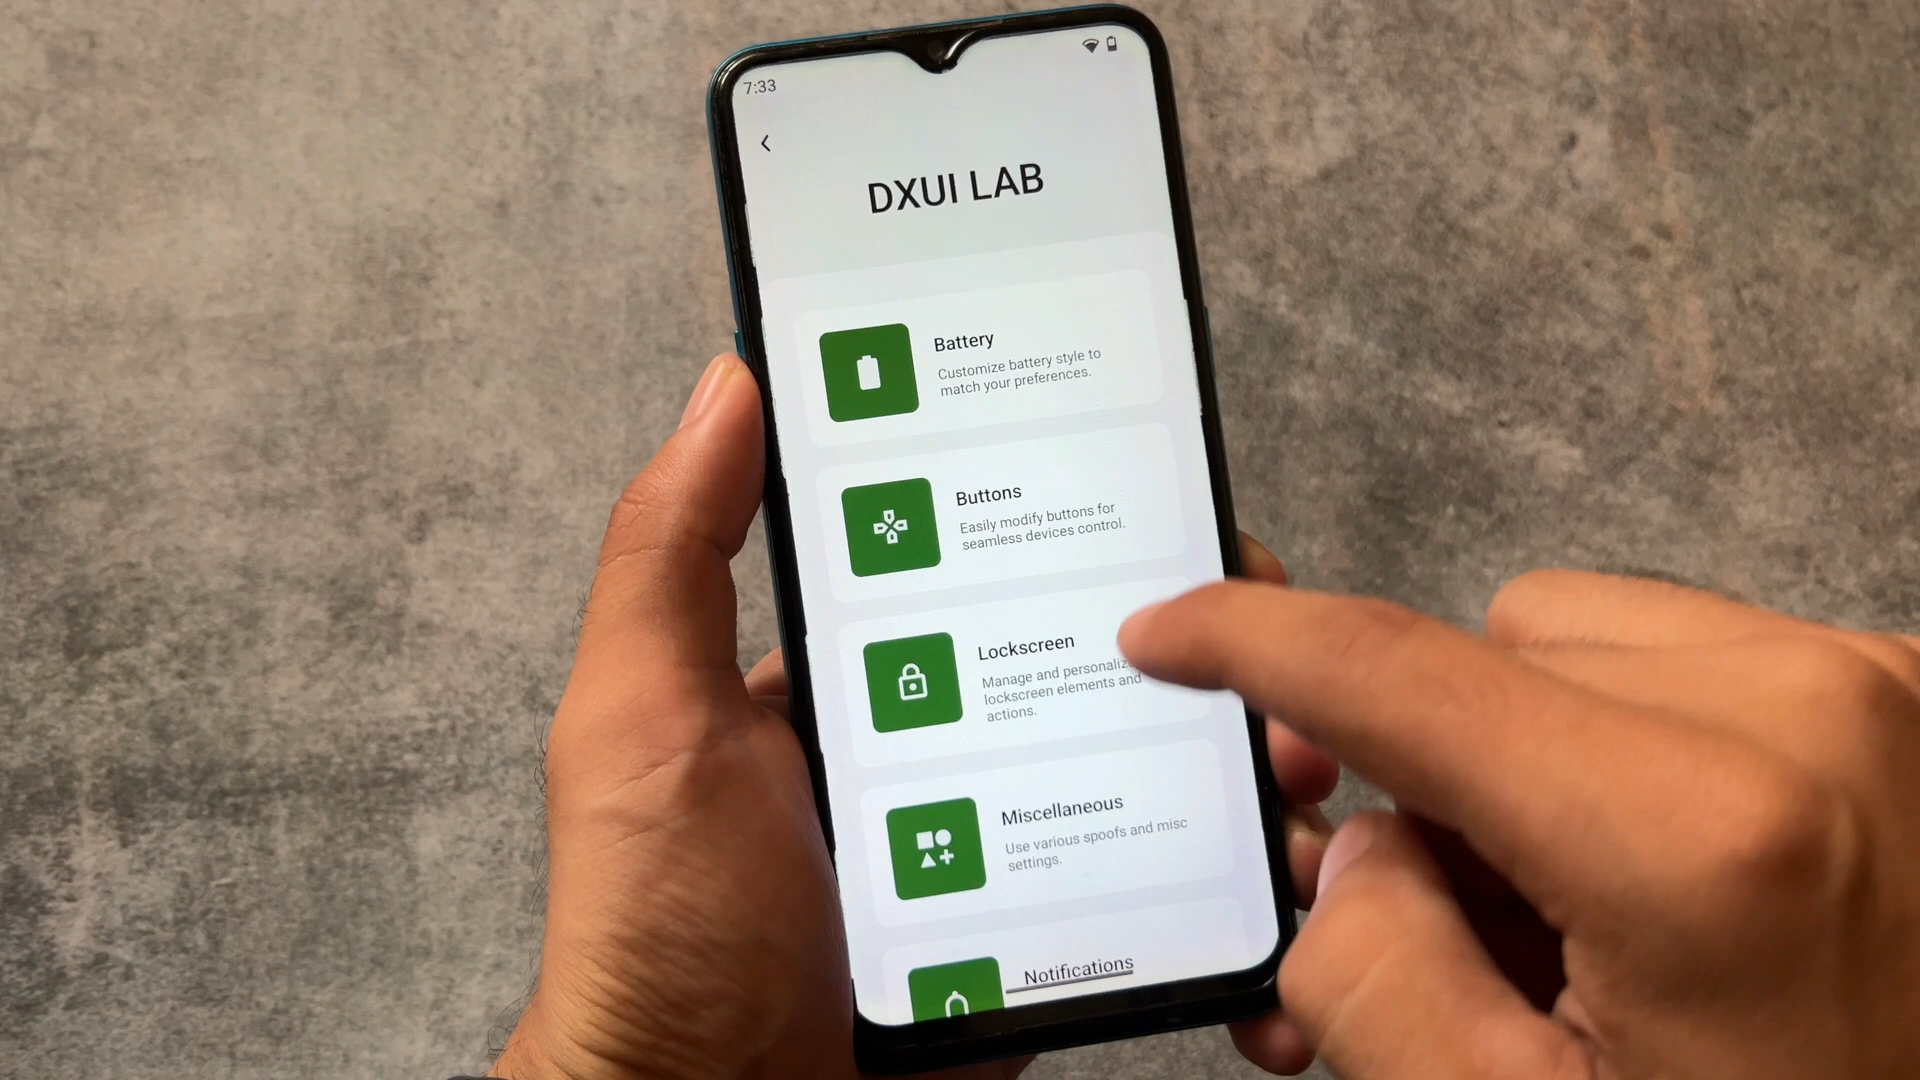 7:33
DXUI LAB
Battery
Customize battery style to
match your preferences.
Buttons
Easily modify buttons for
seamless devices control.
Lockscreen
Manage and personaliz
lockscreen elements and
actions.
Miscellaneous
Use various spoofs and misc
settings.
Notifications